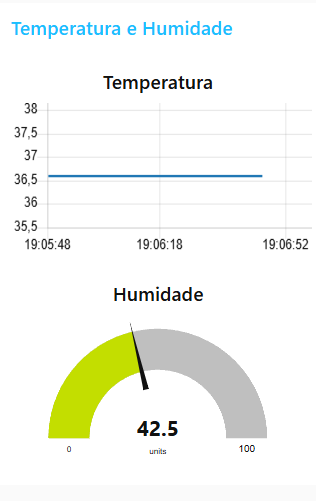 Temperatura e Humidade
Temperatura
38
37,5
37
36,5
36
35,5
19:05:48 19:06:18 19:06:52
Humidade
42.5
0 units 100